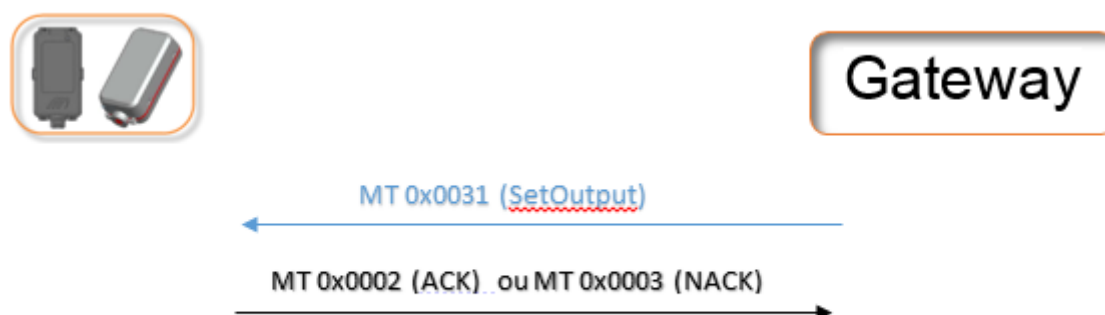 Gateway
MT 0x0031 (SetOutput)
MT 0x0002 (ACK) ou MT 0x0003 (NACK)